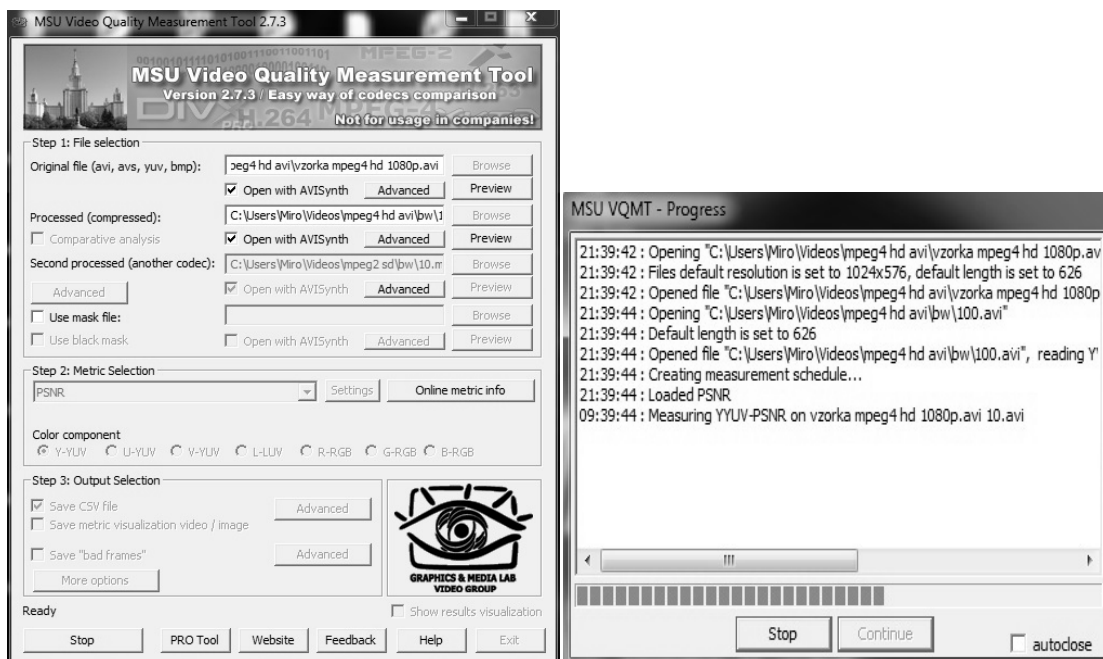 MSU Video Quality Measurement Tool 2.7.3
MPEG-2
MSU Video Quality Measurement Tool
Version 2.7.3 / Easy way of codecs comparison
DIVX
H.264
MPEG-4
Not for usage in companies!
Step 1: File selection
Original file (avi, avs, yuv, bmp): peg4 hd avi\vzorka mpeg4 hd 1080p.avi Browse
Open with AVISynth Advanced Preview
Processed (compressed): C:\Users\Miro\Videos\mpeg4 hd avi\bw\1 Browse
Comparative analysis Open with AVISynth Advanced Preview
Second processed (another codec): C:\Users\Miro\Videos\mpeg2 sd\bw\10.m Browse
Advanced Open with AVISynth Advanced Preview
Use mask file: Browse
Use black mask Open with AVISynth Advanced Preview
Step 2: Metric Selection
PSNR Settings Online metric info
Color component
Y-YUV U-YUV V-YUV L-LUV R-RGB G-RGB B-RGB
Step 3: Output Selection
Save CSV file Advanced
Save metric visualization video / image
Save "bad frames" Advanced
More options
GRAPHICS & MEDIA LAB
VIDEO GROUP
Ready Show results visualization
Stop PRO Tool Website Feedback Help Exit
MSU VQMT - Progress
21:39:42 : Opening "C:\Users\Miro\Videos\mpeg4 hd avi\vzorka mpeg4 hd 1080p.av
21:39:42 : Files default resolution is set to 1024x576, default length is set to 626
21:39:42 : Opened file "C:\Users\Miro\Videos\mpeg4 hd avi\vzorka mpeg4 hd 1080p
21:39:44 : Opening "C:\Users\Miro\Videos\mpeg4 hd avi\bw\100.avi"
21:39:44 : Default length is set to 626
21:39:44 : Opened file "C:\Users\Miro\Videos\mpeg4 hd avi\bw\100.avi", reading Y
21:39:44 : Creating measurement schedule...
21:39:44 : Loaded PSNR
09:39:44 : Measuring YYUV-PSNR on vzorka mpeg4 hd 1080p.avi 10.avi
Stop Continue autoclose